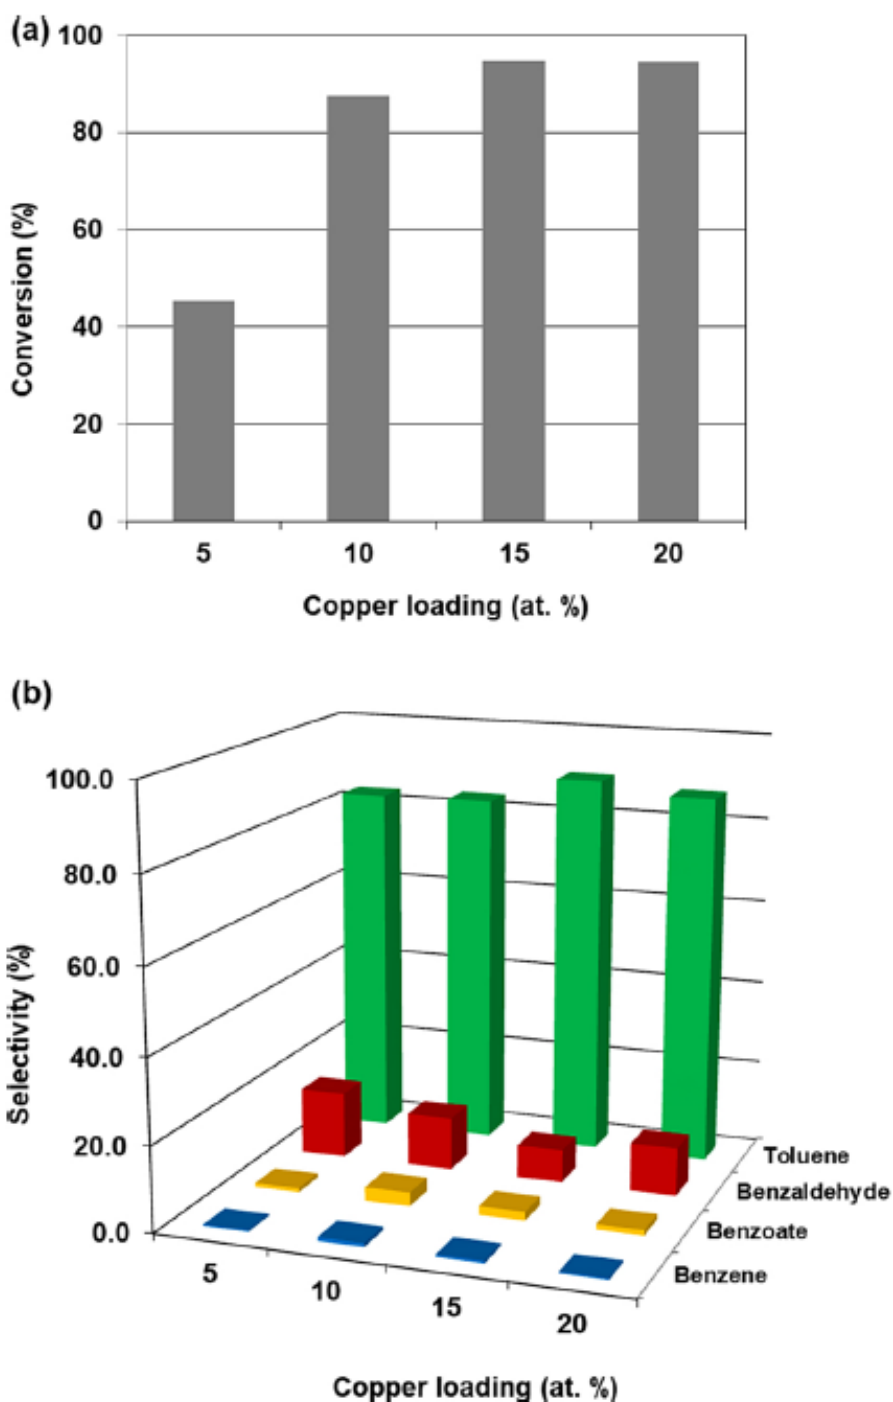 (a)
100
80
60
40
20
0
Conversion (%)
5 10 15 20
Copper loading (at. %)
(b)
100.0
80.0
60.0
40.0
20.0
0.0
Selectivity (%)
Toluene
Benzaldehyde
Benzoate
Benzene
5 10 15 20
Copper loading (at. %)